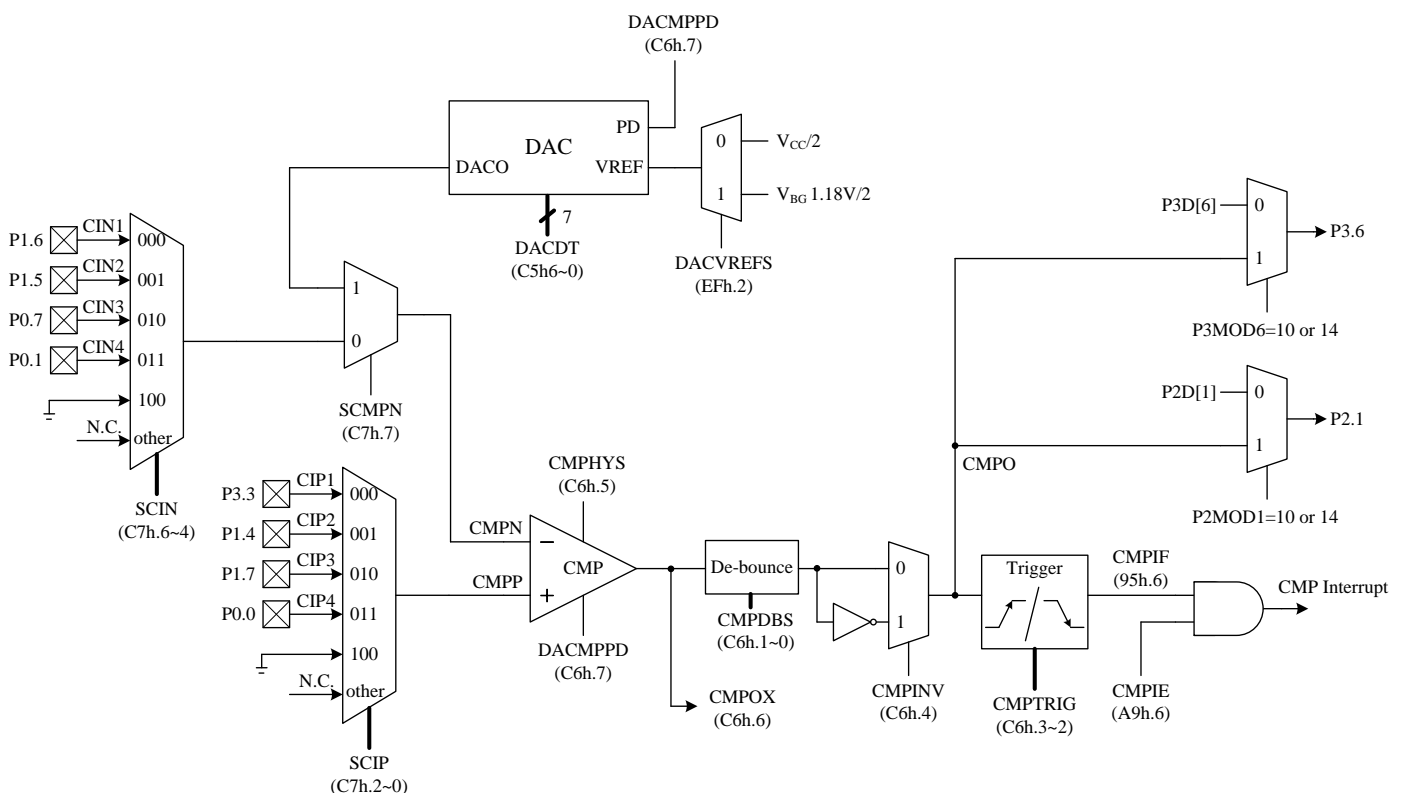 DACMPPD
(C6h.7)
PD
DAC
DACO
VREF
0
1
VCC/2
VBG 1.18V/2
7
DACDT
(C5h6~0)
DACVREFS
(EFh.2)
P3D[6]
0
1
P3.6
P3MOD6=10 or 14
P2D[1]
0
1
P2.1
P2MOD1=10 or 14
P1.6
CIN1
000
P1.5
CIN2
001
P0.7
CIN3
010
P0.1
CIN4
011
100
N.C.
other
SCIN
(C7h.6~4)
1
0
SCMPN
(C7h.7)
P3.3
CIP1
000
P1.4
CIP2
001
P1.7
CIP3
010
P0.0
CIP4
011
100
N.C.
other
SCIP
(C7h.2~0)
CMPHYS
(C6h.5)
CMPN
−
CMP
CMPP
+
DACMPPD
(C6h.7)
CMPOX
(C6h.6)
De-bounce
CMPDBS
(C6h.1~0)
0
1
CMPINV
(C6h.4)
CMPO
Trigger
CMPTRIG
(C6h.3~2)
CMPIF
(95h.6)
CMPIE
(A9h.6)
CMP Interrupt